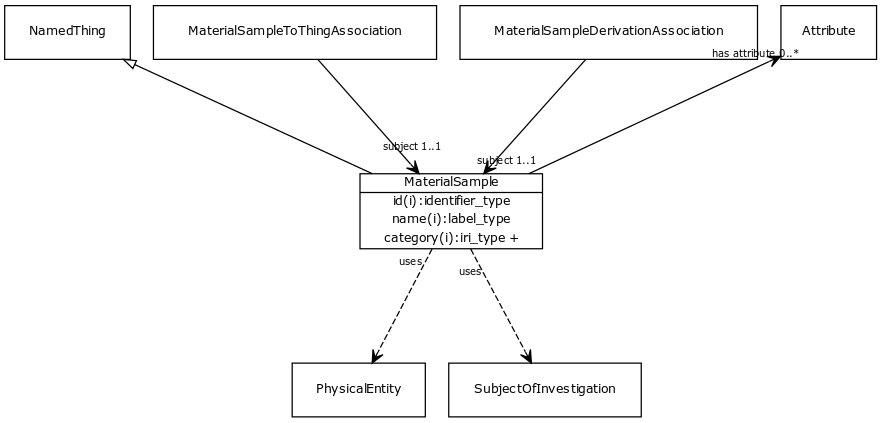 NamedThing
MaterialSampleToThingAssociation
MaterialSampleDerivationAssociation
Attribute
has attribute 0..*
subject 1..1
subject 1..1
MaterialSample
id(i):identifier_type
name(i):label_type
category(i):iri_type +
uses
uses
PhysicalEntity
SubjectOfInvestigation